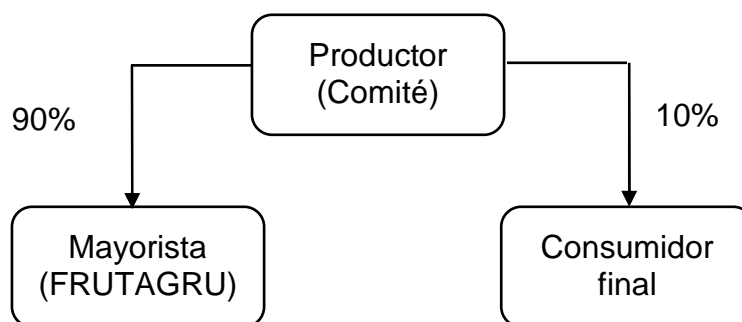 Productor
(Comité)
90%
10%
Mayorista
(FRUTAGRU)
Consumidor
final